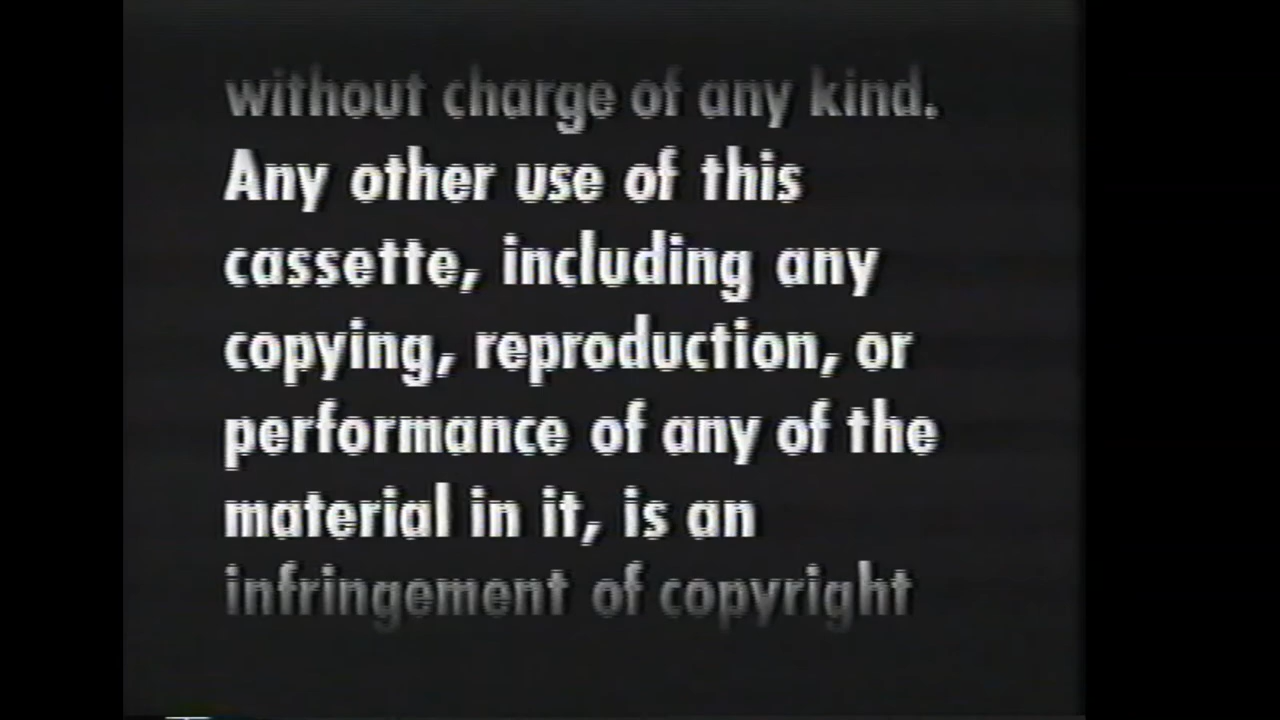 without charge of any kind.
Any other use of this
cassette, including any
copying, reproduction, or
performance of any of the
material in it, is an
infringement of copyright